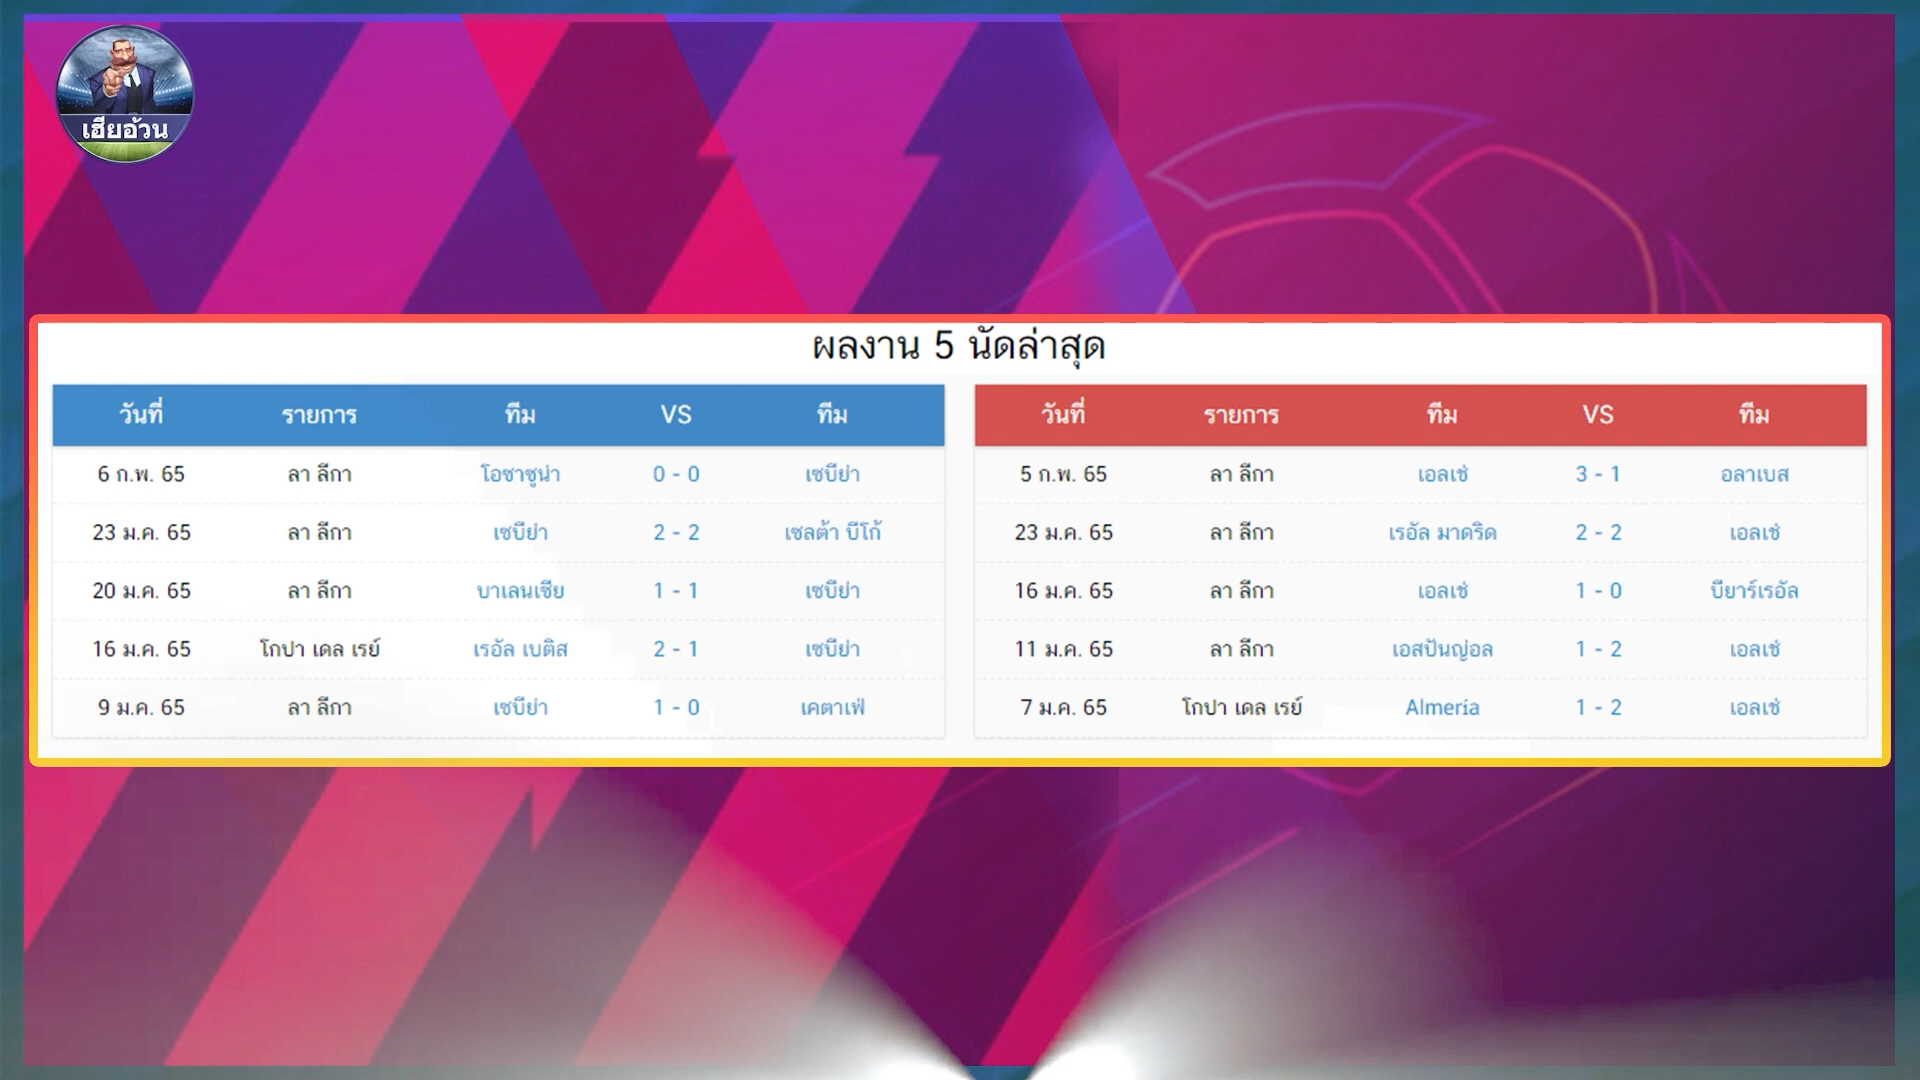 เฮียอ้วน
ผลงาน 5 นัดล่าสุด
วันที่ รายการ ทีม VS ทีม
6 ก.พ. 65 ลา ลีกา โอซาซูน่า 0 - 0 เซบีย่า
23 ม.ค. 65 ลา ลีกา เซบีย่า 2 - 2 เซลต้า บีโก้
20 ม.ค. 65 ลา ลีกา บาเลนเซีย 1 - 1 เซบีย่า
16 ม.ค. 65 โกปา เดล เรย์ เรอัล เบติส 2 - 1 เซบีย่า
9 ม.ค. 65 ลา ลีกา เซบีย่า 1 - 0 เคตาเฟ่
วันที่ รายการ ทีม VS ทีม
5 ก.พ. 65 ลา ลีกา เอลเช่ 3 - 1 อลาเบส
23 ม.ค. 65 ลา ลีกา เรอัล มาดริด 2 - 2 เอลเช่
16 ม.ค. 65 ลา ลีกา เอลเช่ 1 - 0 บียาร์เรอัล
11 ม.ค. 65 ลา ลีกา เอสปันญ่อล 1 - 2 เอลเช่
7 ม.ค. 65 โกปา เดล เรย์ Almeria 1 - 2 เอลเช่